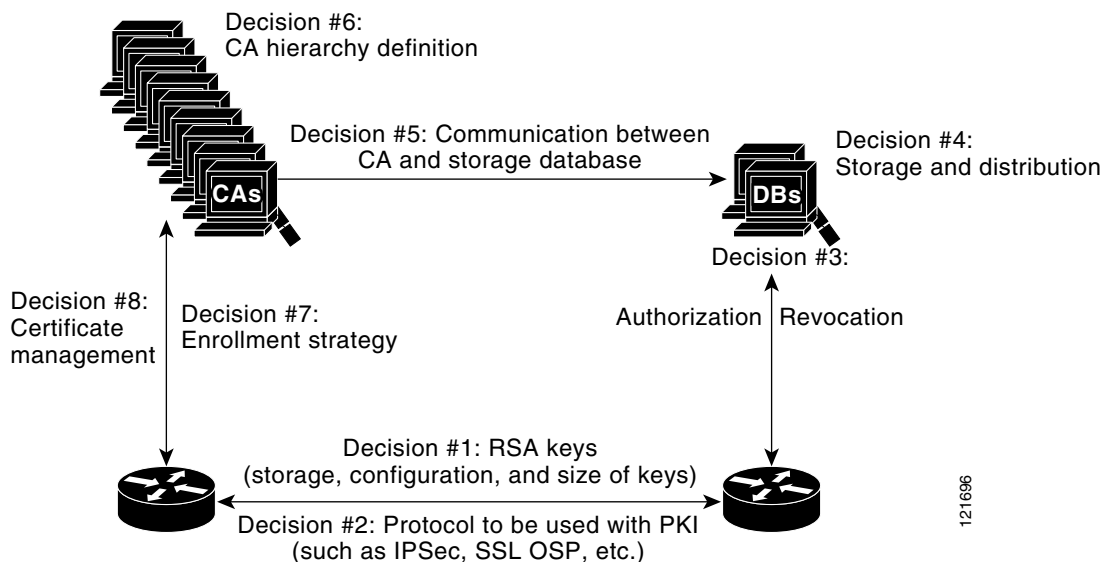 Decision #6:
CA hierarchy definition
Decision #5: Communication between
CA and storage database
Decision #4:
Storage and distribution
CAs
DBs
Decision #3:
Authorization
Revocation
Decision #8:
Certificate
management
Decision #7:
Enrollment strategy
Decision #1: RSA keys
(storage, configuration, and size of keys)
Decision #2: Protocol to be used with PKI
(such as IPSec, SSL OSP, etc.)
121696